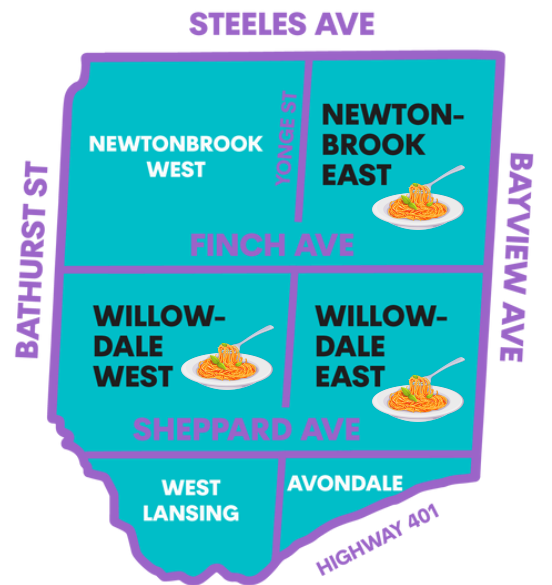 STEELES AVE
YONGE ST
NEWTON-
BROOK
EAST
NEWTONBROOK
WEST
BATHURST ST
BAYVIEW AVE
FINCH AVE
WILLOW-
DALE
WEST
WILLOW-
DALE
EAST
SHEPPARD AVE
WEST
LANSING
AVONDALE
HIGHWAY 401